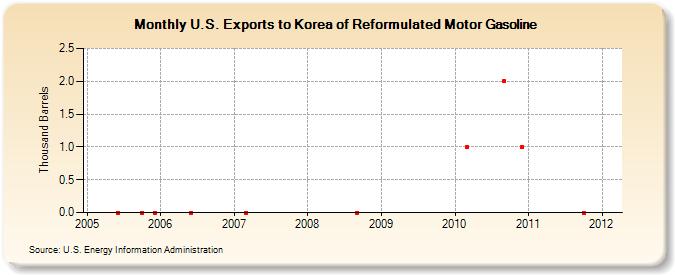 Monthly U.S. Exports to Korea of Reformulated Motor Gasoline
Thousand Barrels
2.5
2.0
1.5
1.0
0.5
0.0
2005 2006 2007 2008 2009 2010 2011 2012
Source: U.S. Energy Information Administration